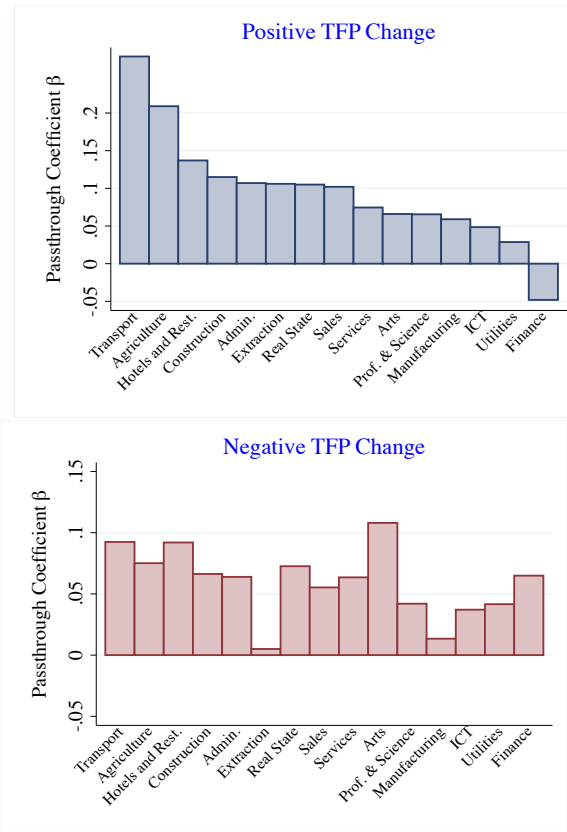 Positive TFP Change
Passthrough Coefficient β
.2
.15
.1
.05
0
-.05
Transport
Agriculture
Hotels and Rest.
Construction
Admin.
Extraction
Real State
Sales
Services
Arts
Prof. & Science
Manufacturing
ICT
Utilities
Finance
Negative TFP Change
Passthrough Coefficient β
.15
.1
.05
0
-.05
Transport
Agriculture
Hotels and Rest.
Construction
Admin.
Extraction
Real State
Sales
Services
Arts
Prof. & Science
Manufacturing
ICT
Utilities
Finance